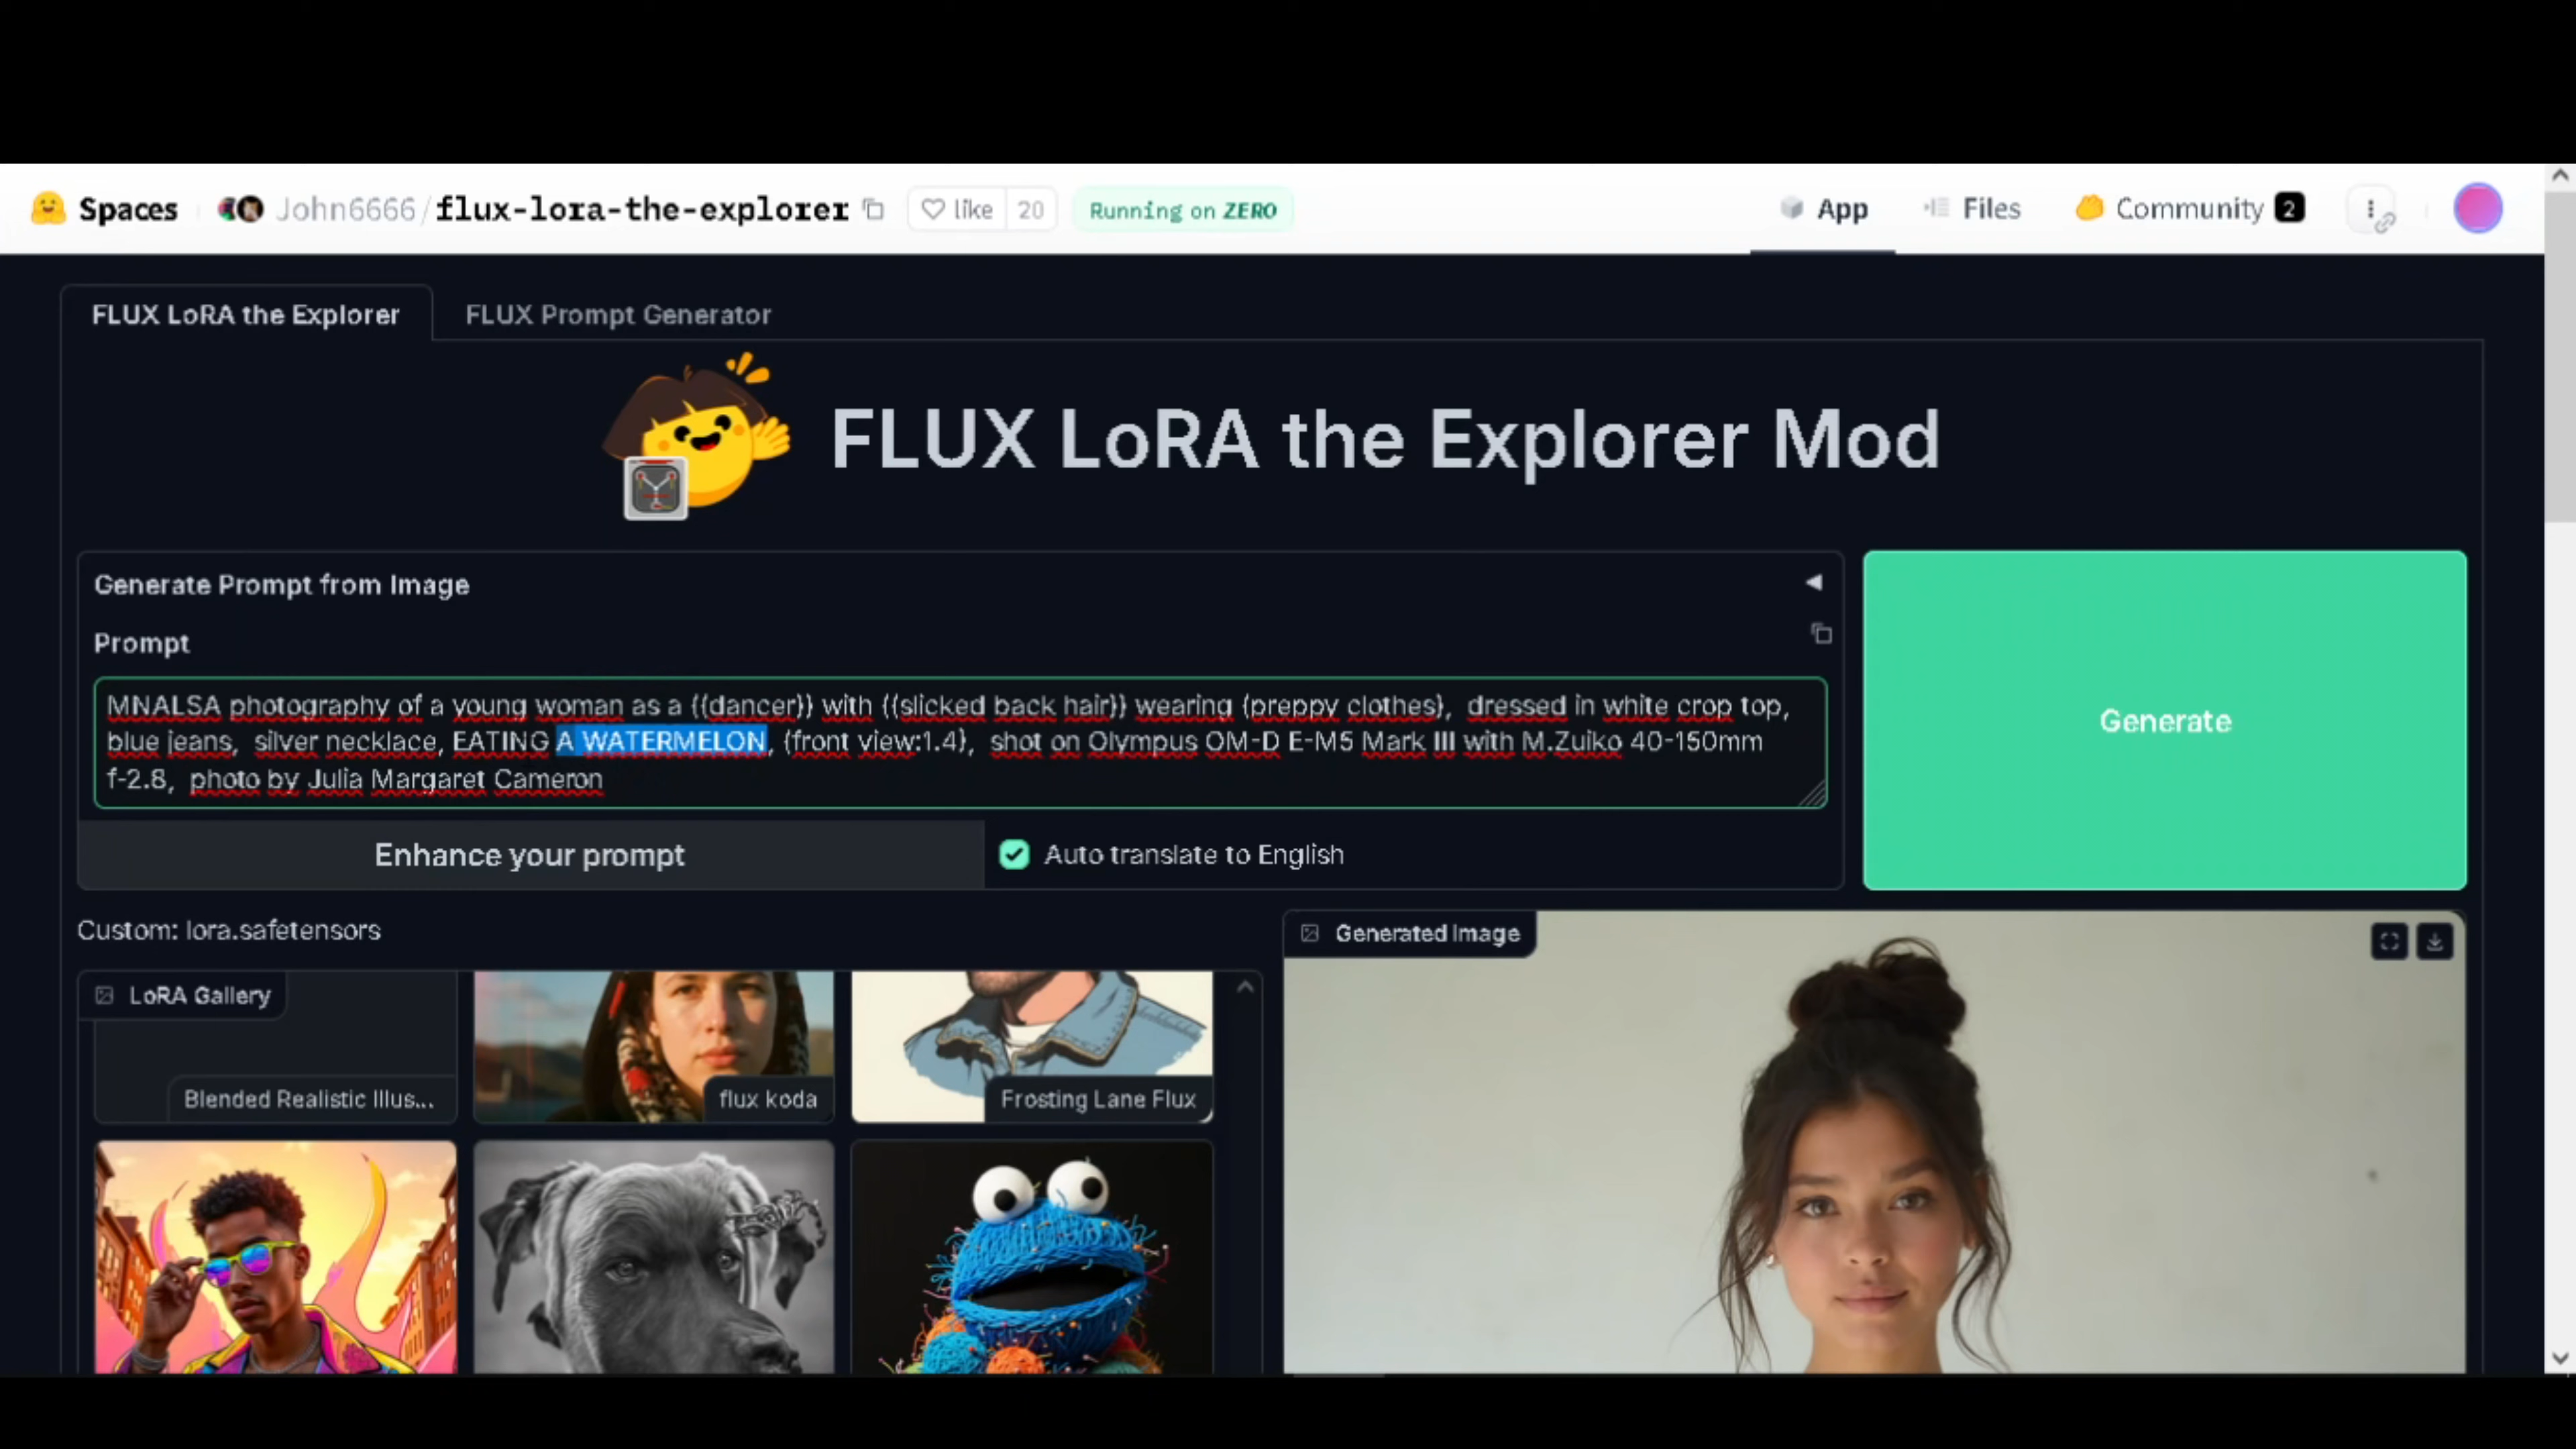 Spaces John6666/flux-lora-the-explorer like 20 Running on ZERO App Files Community 2
FLUX LoRA the Explorer FLUX Prompt Generator
FLUX LoRA the Explorer Mod
Generate Prompt from Image
Prompt
MNALSA photography of a young woman as a {{dancer}} with {{slicked back hair}} wearing {preppy clothes},  dressed in white crop top,
blue jeans,  silver necklace, EATING A WATERMELON, {front view:1.4},  shot on Olympus OM-D E-M5 Mark III with M.Zuiko 40-150mm
f-2.8,  photo by Julia Margaret Cameron
Generate
Enhance your prompt Auto translate to English
Custom: lora.safetensors
Generated Image
LoRA Gallery
Blended Realistic Illus... flux koda Frosting Lane Flux